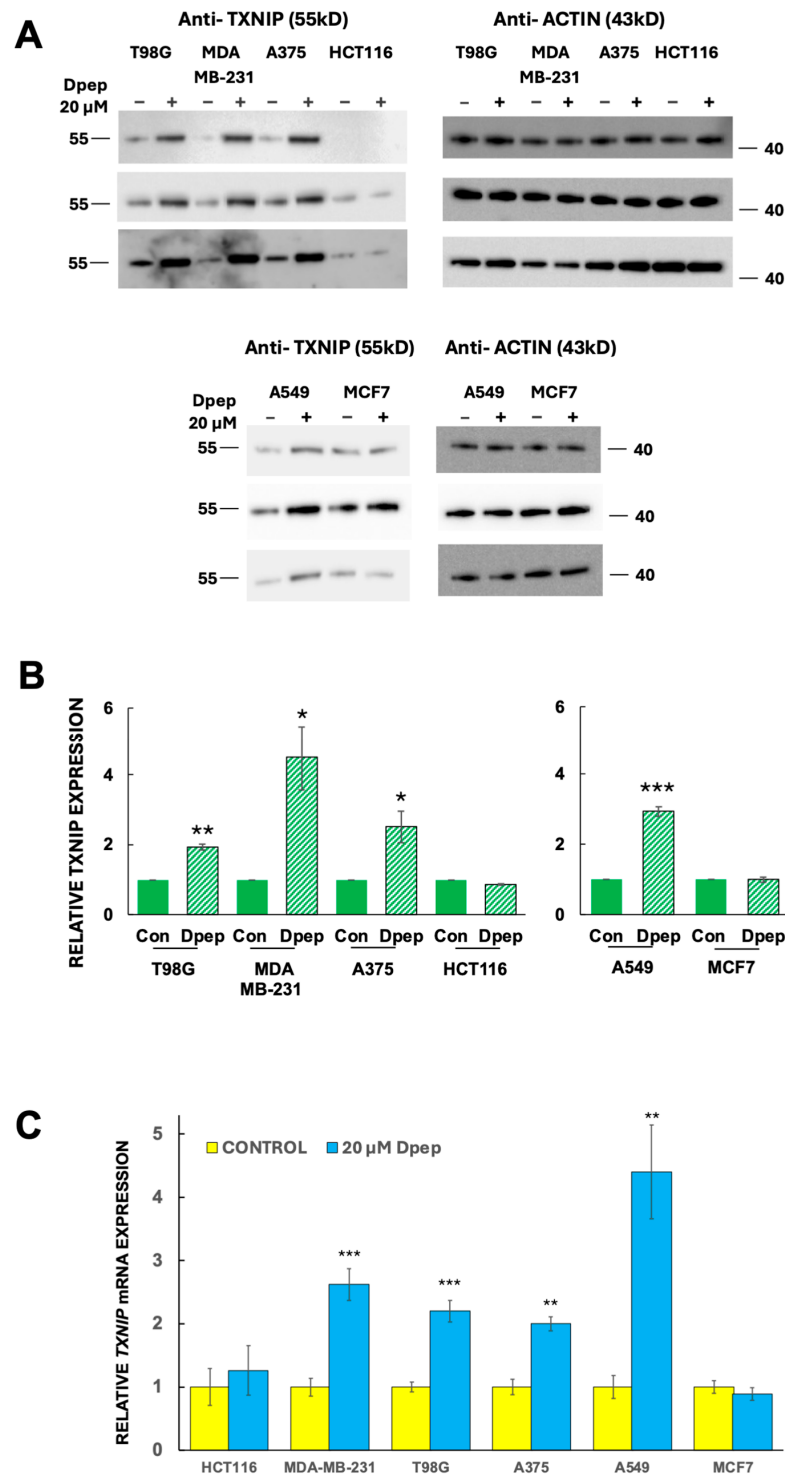 A
Anti- TXNIP (55kD) Anti- ACTIN (43kD)
T98G MDA MB-231 A375 HCT116 T98G MDA MB-231 A375 HCT116
Dpep 20 µM – + – + – + – + – + – + – + – +
55 40
55 40
55 40
Anti- TXNIP (55kD) Anti- ACTIN (43kD)
A549 MCF7 A549 MCF7
Dpep 20 µM – + – + – + – +
55 40
55 40
55 40
B
RELATIVE TXNIP EXPRESSION
6
4
2
0
** * *
Con Dpep Con Dpep Con Dpep Con Dpep
T98G MDA MB-231 A375 HCT116
6
4
2
0
***
Con Dpep Con Dpep
A549 MCF7
C
RELATIVE TXNIP mRNA EXPRESSION
5
4
3
2
1
0
CONTROL 20 µM Dpep
*** *** ** **
HCT116 MDA-MB-231 T98G A375 A549 MCF7